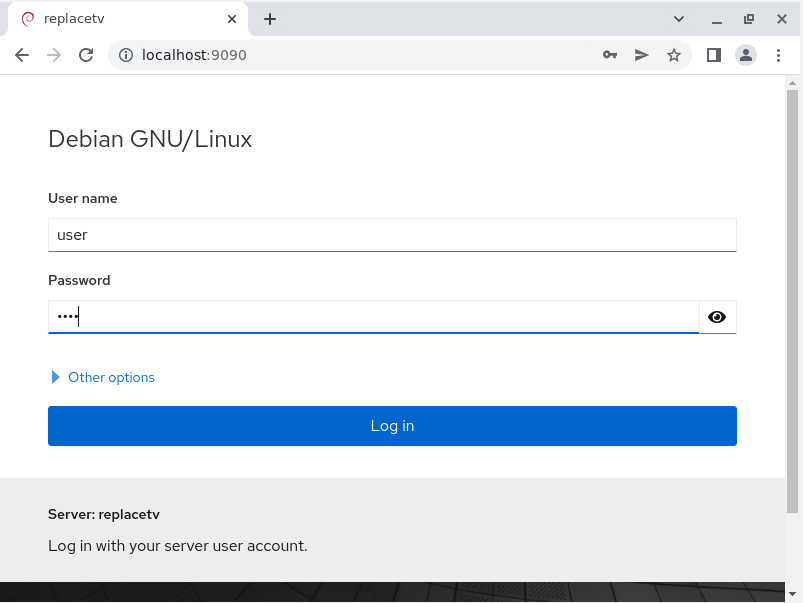 replacetv
localhost:9090
Debian GNU/Linux
User name
user
Password
••••
Other options
Log in
Server: replacetv
Log in with your server user account.